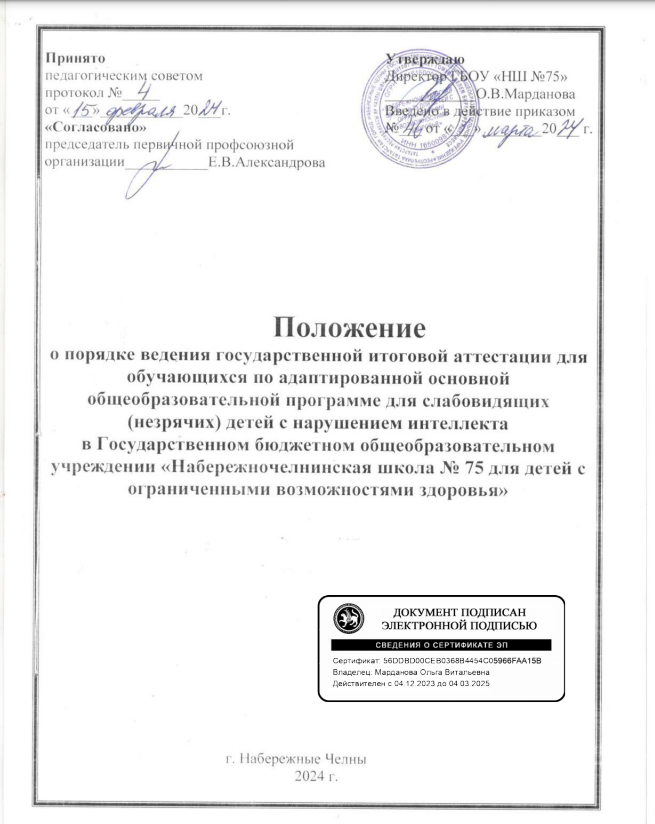 Принято
педагогическим советом
протокол № 4
от «15» февраля 2024г.
«Согласовано»
председатель первичной профсоюзной
организации____________Е.В.Александрова
Утверждаю
Директор ГБОУ «НШ №75»
____________О.В.Марданова
Введено в действие приказом
№ 46 от « » марта 2024 г.
Положение
о порядке ведения государственной итоговой аттестации для
обучающихся по адаптированной основной
общеобразовательной программе для слабовидящих
(незрячих) детей с нарушением интеллекта
в Государственном бюджетном общеобразовательном
учреждении «Набережночелнинская школа № 75 для детей с
ограниченными возможностями здоровья»
ДОКУМЕНТ ПОДПИСАН
ЭЛЕКТРОННОЙ ПОДПИСЬЮ
СВЕДЕНИЯ О СЕРТИФИКАТЕ ЭП
Сертификат: 56DDBD00CEB0368B4454C05966FAA15B
Владелец: Марданова Ольга Витальевна
Действителен с 04.12.2023 до 04.03.2025
г. Набережные Челны
2024 г.